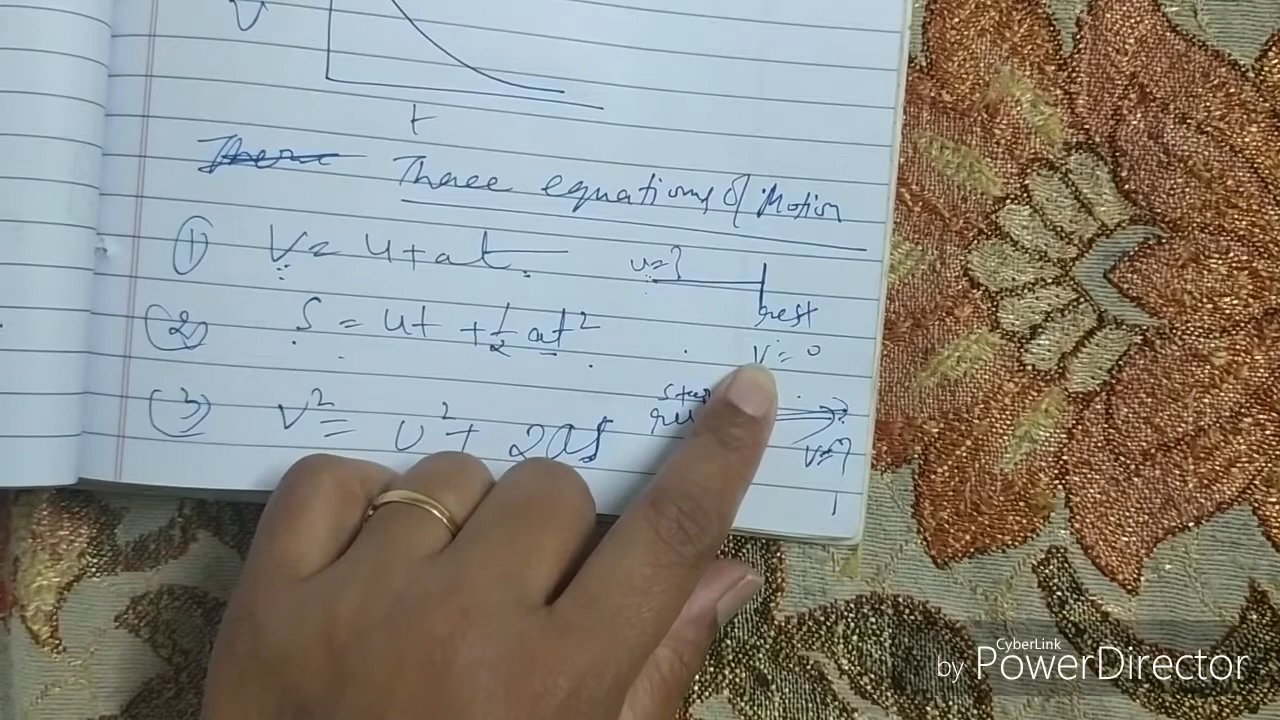 V
t
Three equations of Motion
(1) V = u + at. u=?
rest
(2) S = ut + 1/2 at²
V = 0
(3) V² = u² + 2as
V=?
CyberLink
by PowerDirector